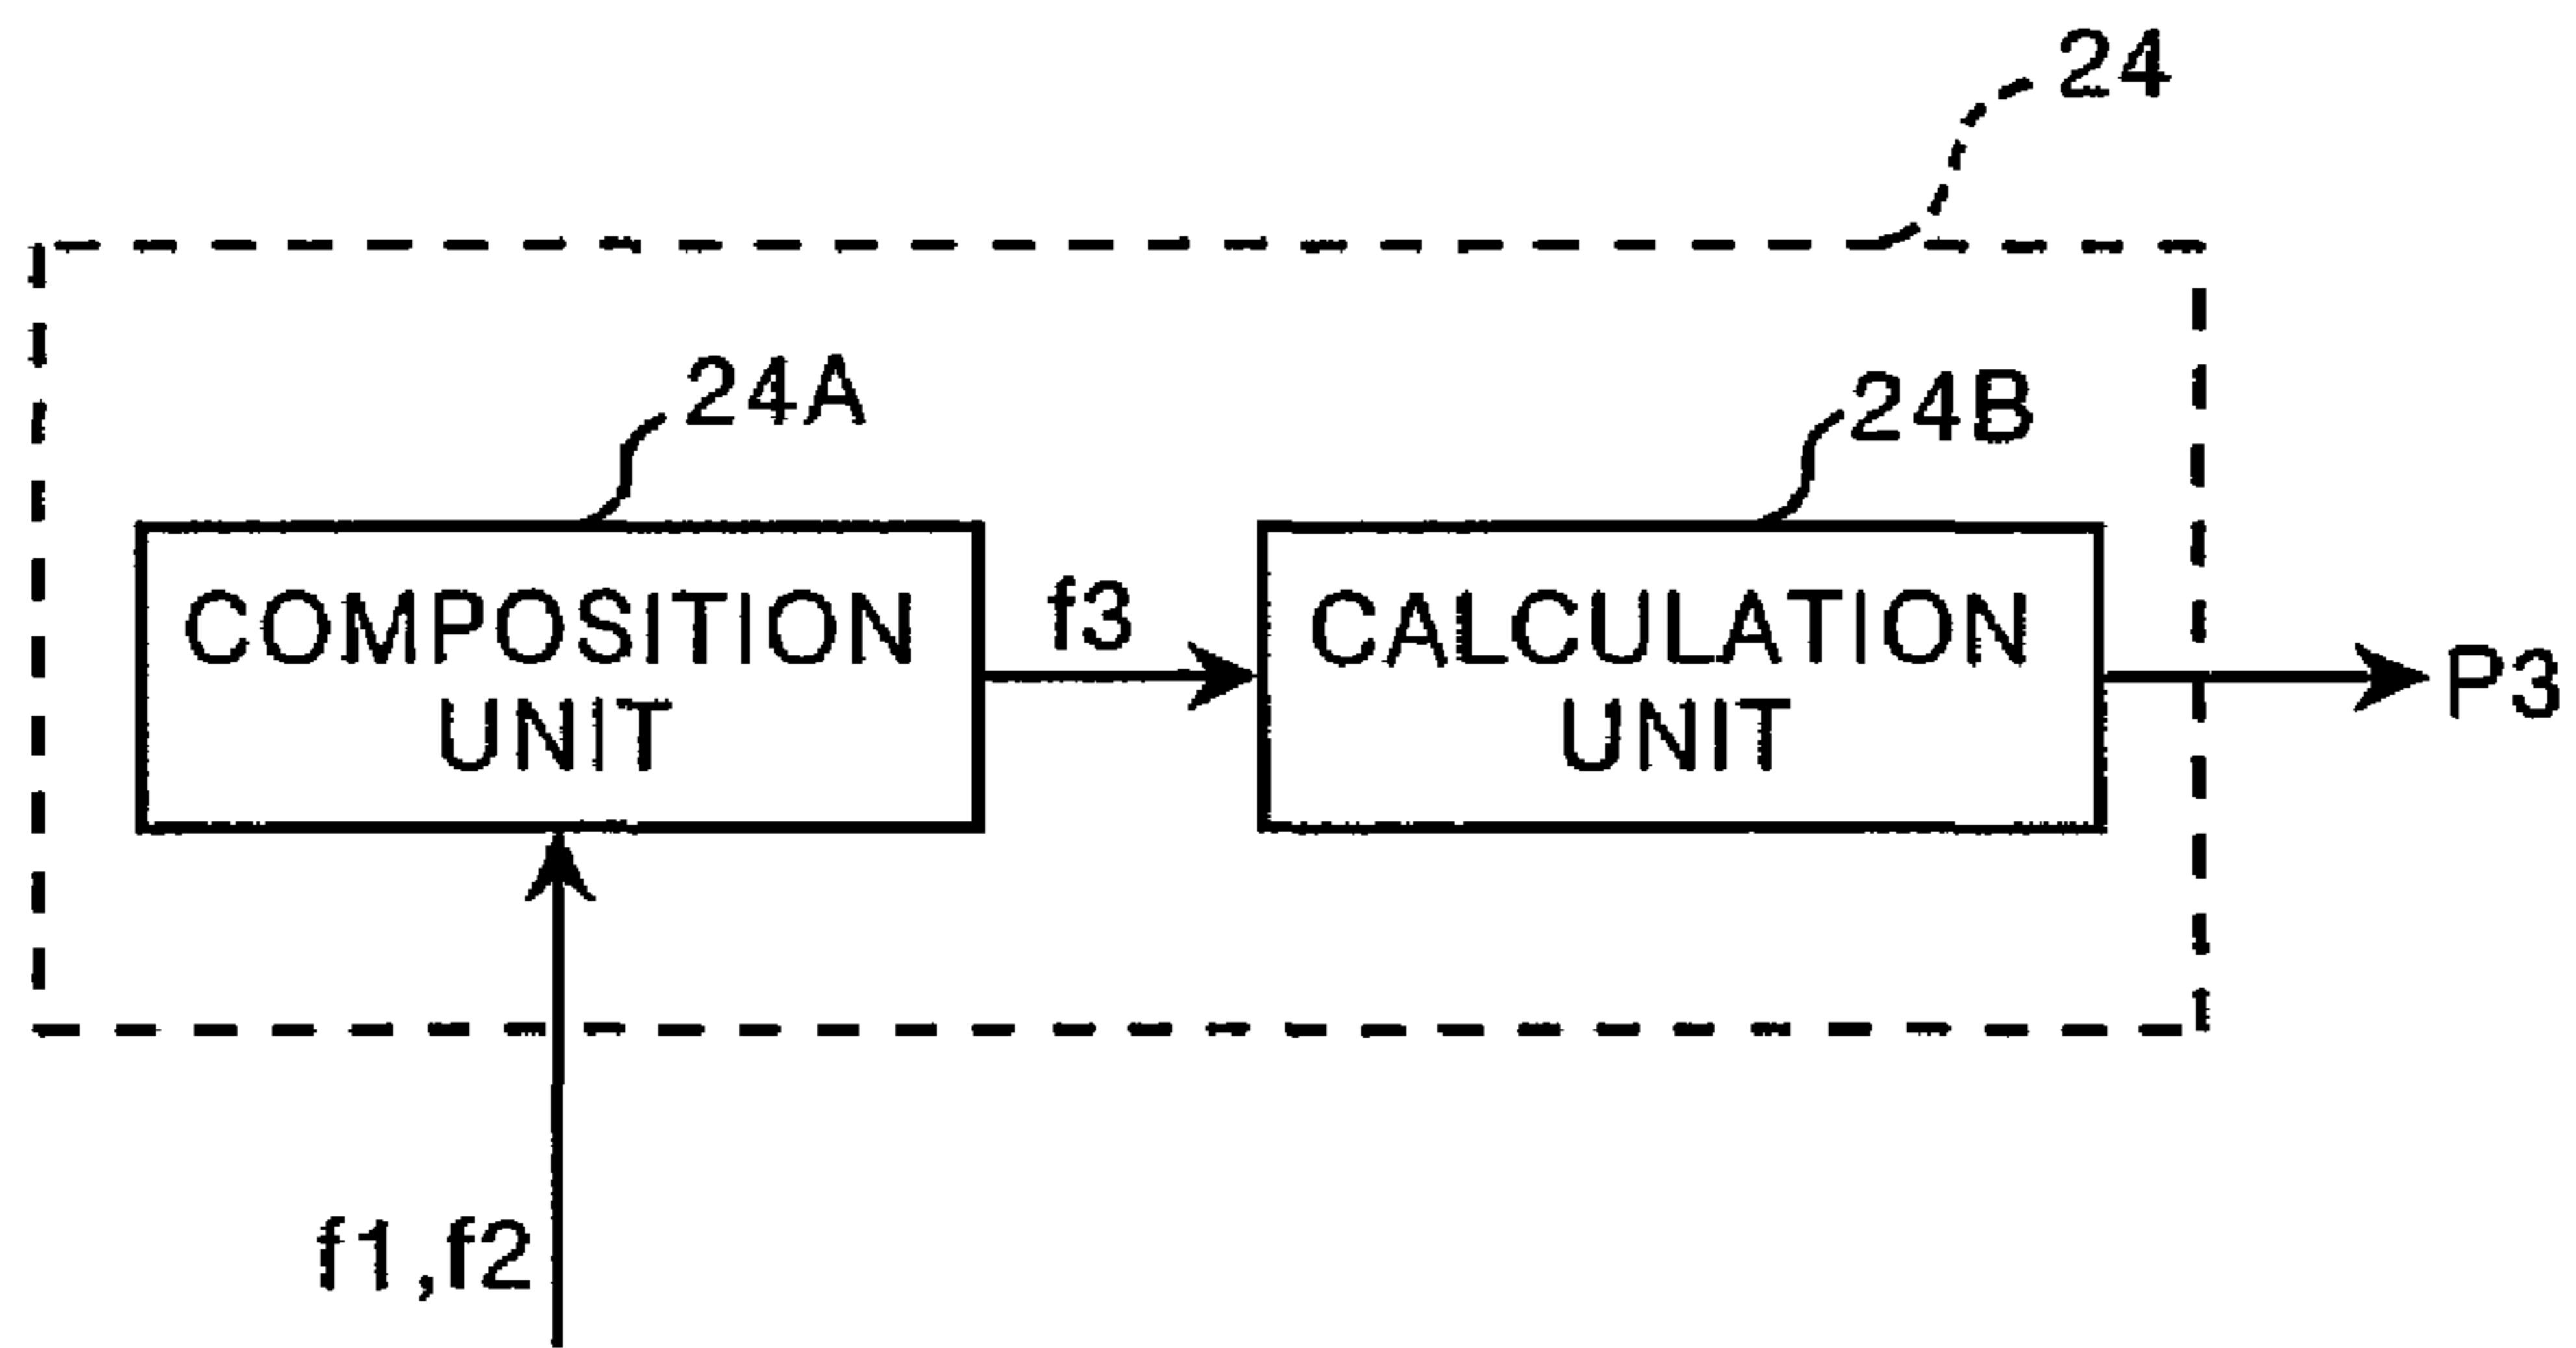 24
24A
24B
COMPOSITION
UNIT
f3
CALCULATION
UNIT
P3
f1,f2